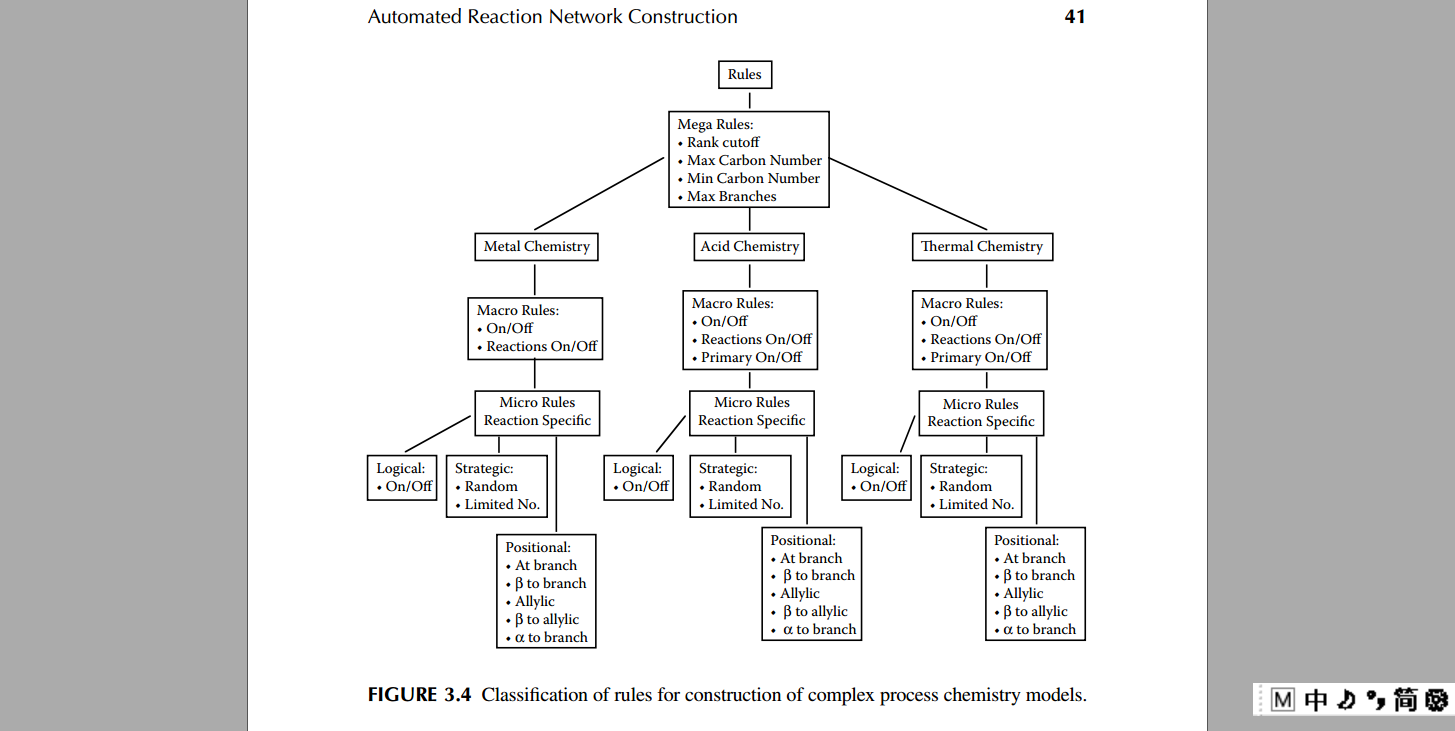 Automated Reaction Network Construction 41
Rules
Mega Rules:
• Rank cutoff
• Max Carbon Number
• Min Carbon Number
• Max Branches
Metal Chemistry
Acid Chemistry
Thermal Chemistry
Macro Rules:
• On/Off
• Reactions On/Off
Macro Rules:
• On/Off
• Reactions On/Off
• Primary On/Off
Macro Rules:
• On/Off
• Reactions On/Off
• Primary On/Off
Micro Rules
Reaction Specific
Micro Rules
Reaction Specific
Micro Rules
Reaction Specific
Logical:
• On/Off
Strategic:
• Random
• Limited No.
Logical:
• On/Off
Strategic:
• Random
• Limited No.
Logical:
• On/Off
Strategic:
• Random
• Limited No.
Positional:
• At branch
• β to branch
• Allylic
• β to allylic
• α to branch
Positional:
• At branch
• β to branch
• Allylic
• β to allylic
• α to branch
Positional:
• At branch
• β to branch
• Allylic
• β to allylic
• α to branch
FIGURE 3.4 Classification of rules for construction of complex process chemistry models.
M 中 简